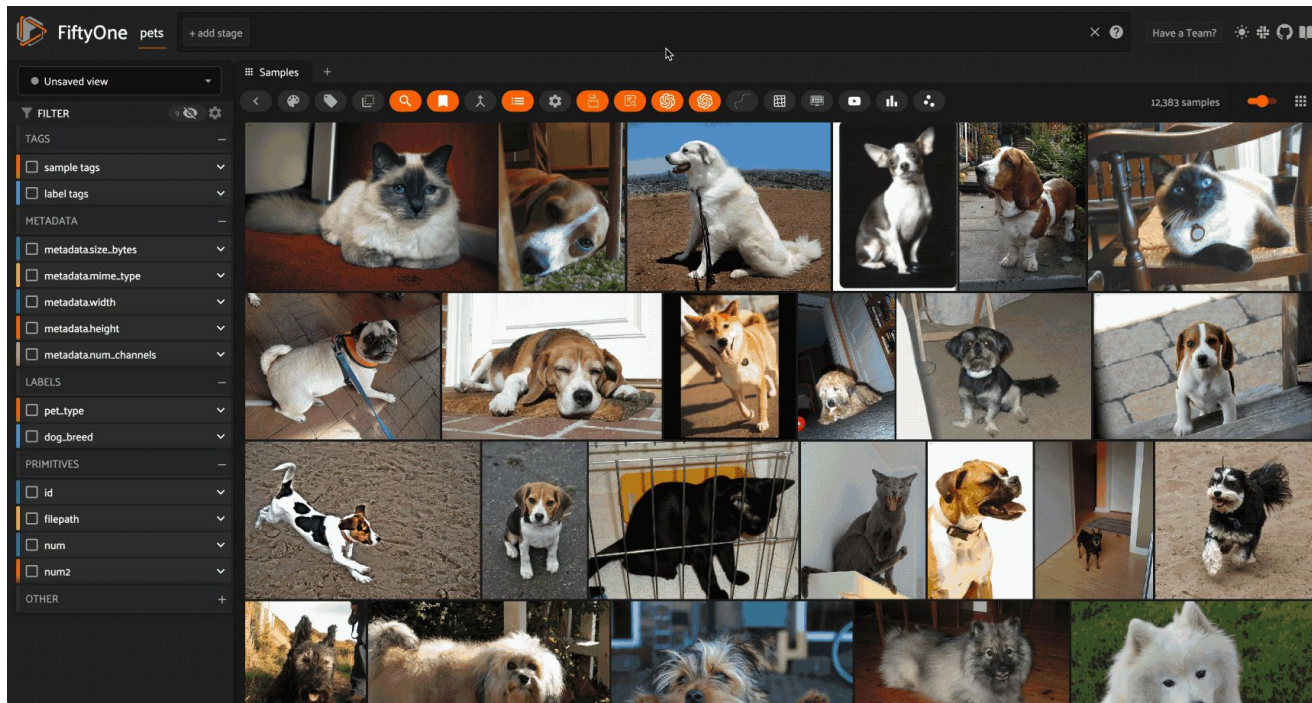 FiftyOne pets + add stage Have a Team?
Unsaved view
Samples +
FILTER 9
12,383 samples
TAGS
sample tags
label tags
METADATA
metadata.size_bytes
metadata.mime_type
metadata.width
metadata.height
metadata.num_channels
LABELS
pet_type
dog_breed
PRIMITIVES
id
filepath
num
num2
OTHER